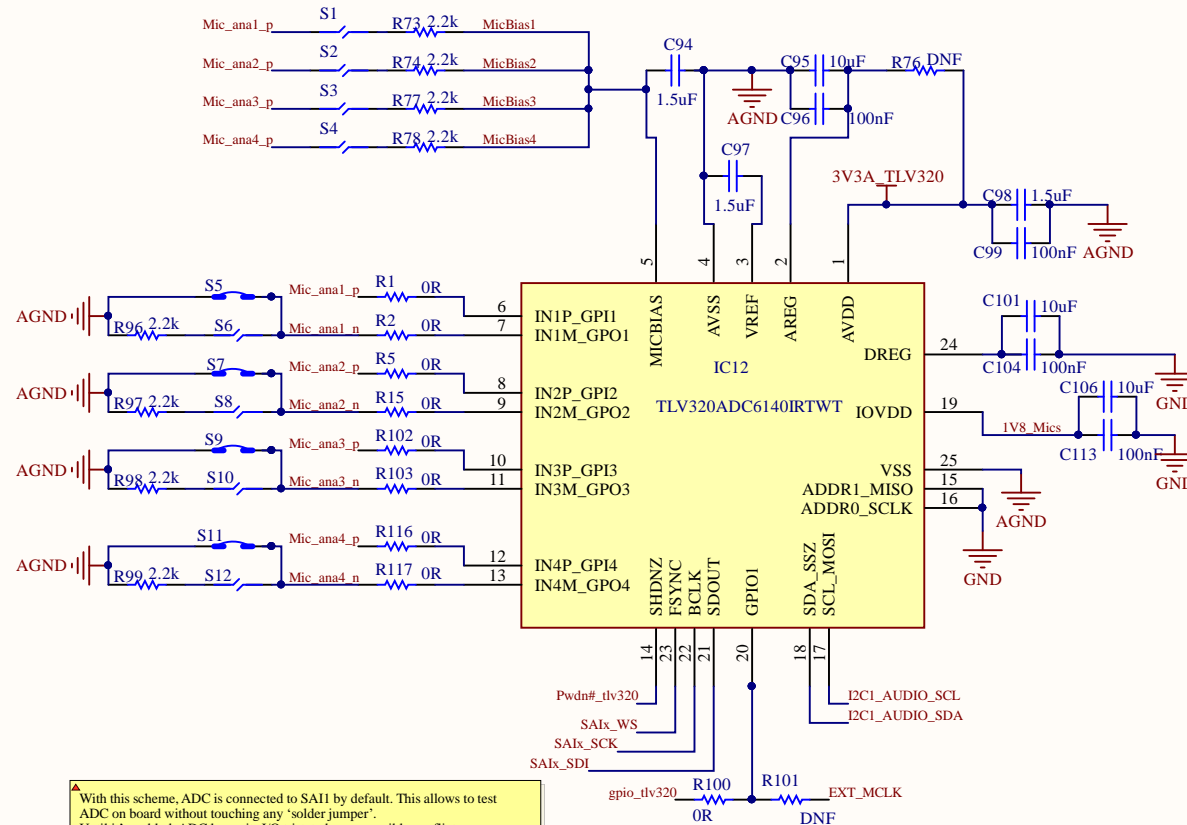 S1
Mic_ana1_p
R73 2.2k
MicBias1
S2
Mic_ana2_p
R74 2.2k
MicBias2
S3
Mic_ana3_p
R77 2.2k
MicBias3
S4
Mic_ana4_p
R78 2.2k
MicBias4
C94
1.5uF
AGND
C95
10uF
C96
100nF
R76
DNF
C97
1.5uF
3V3A_TLV320
C98
1.5uF
C99
100nF
AGND
5
4
3
2
1
MICBIAS
AVSS
VREF
AREG
AVDD
S5
Mic_ana1_p
R1
0R
6
IN1P_GPI1
AGND
R96 2.2k
S6
Mic_ana1_n
R2
0R
7
IN1M_GPO1
S7
Mic_ana2_p
R5
0R
8
IN2P_GPI2
AGND
R97 2.2k
S8
Mic_ana2_n
R15
0R
9
IN2M_GPO2
S9
Mic_ana3_p
R102
0R
10
IN3P_GPI3
AGND
R98 2.2k
S10
Mic_ana3_n
R103
0R
11
IN3M_GPO3
S11
Mic_ana4_p
R116
0R
12
IN4P_GPI4
AGND
R99 2.2k
S12
Mic_ana4_n
R117
0R
13
IN4M_GPO4
IC12
TLV320ADC6140IRTWT
DREG
24
C101
10uF
C104
100nF
GND
IOVDD
19
1V8_Mics
C106
10uF
C113
100nF
GND
VSS
25
ADDR1_MISO
15
ADDR0_SCLK
16
AGND
GND
SHDNZ
FSYNC
BCLK
SDOUT
GPIO1
SDA_SSZ
SCL_MOSI
14
23
22
21
20
18
17
Pwdn#_tlv320
SAIx_WS
SAIx_SCK
SAIx_SDI
I2C1_AUDIO_SCL
I2C1_AUDIO_SDA
gpio_tlv320
R100
0R
R101
DNF
EXT_MCLK
With this scheme, ADC is connected to SAI1 by default. This allows to test
ADC on board without touching any ‘solder jumper’.